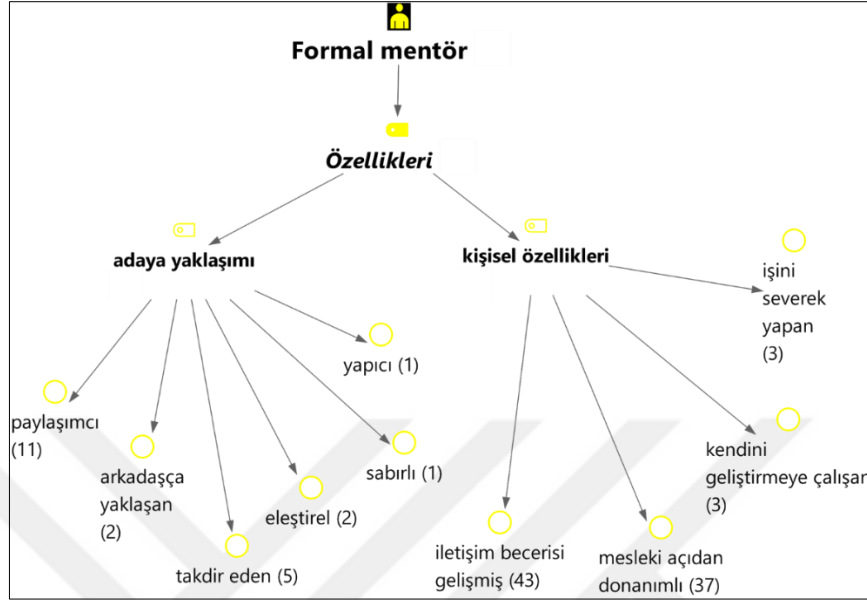 Formal mentör
Özellikleri
adaya yaklaşımı
kişisel özellikleri
işini
severek
yapan
(3)
yapıcı (1)
paylaşımcı
(11)
arkadaşça
yaklaşan
(2)
sabırlı (1)
kendini
geliştirmeye çalışan
(3)
eleştirel (2)
takdir eden (5)
iletişim becerisi
gelişmiş (43)
mesleki açıdan
donanımlı (37)